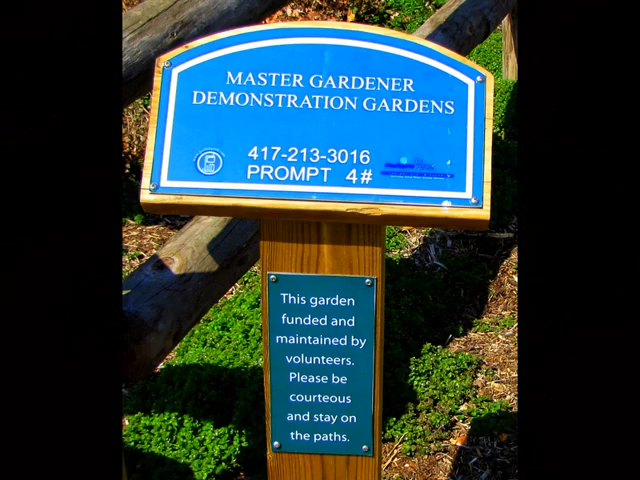 MASTER GARDENER
DEMONSTRATION GARDENS
417-213-3016
PROMPT 4#
This garden
funded and
maintained by
volunteers.
Please be
courteous
and stay on
the paths.